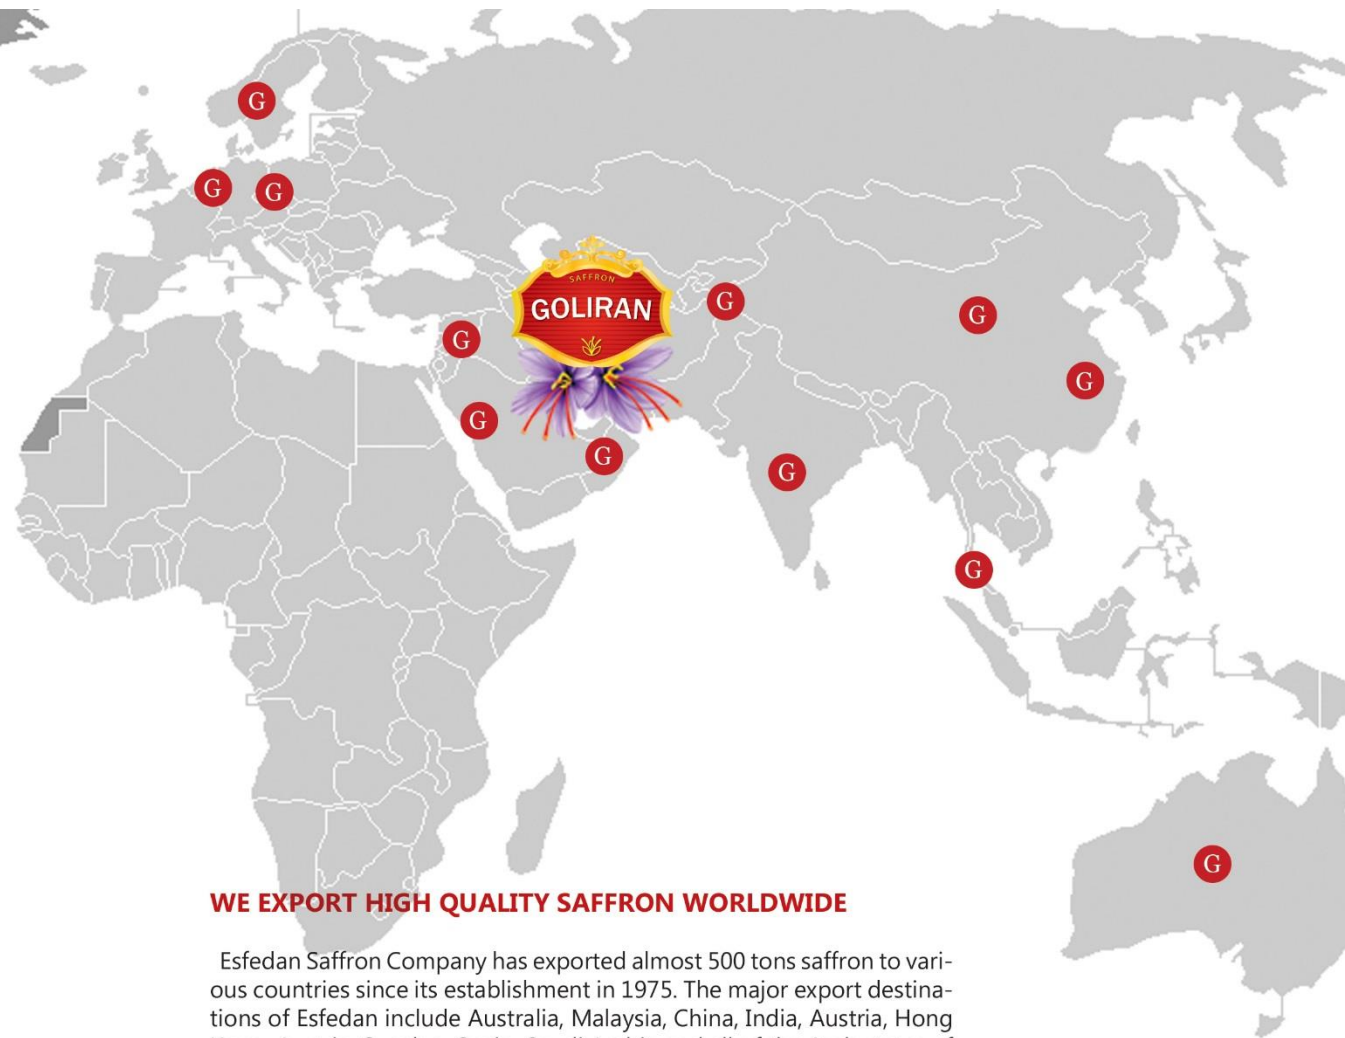 G
G
G
SAFFRON
GOLIRAN
G
G
G
G
G
G
G
G
G
WE EXPORT HIGH QUALITY SAFFRON WORLDWIDE
Esfedan Saffron Company has exported almost 500 tons saffron to vari-
ous countries since its establishment in 1975. The major export destina-
tions of Esfedan include Australia, Malaysia, China, India, Austria, Hong